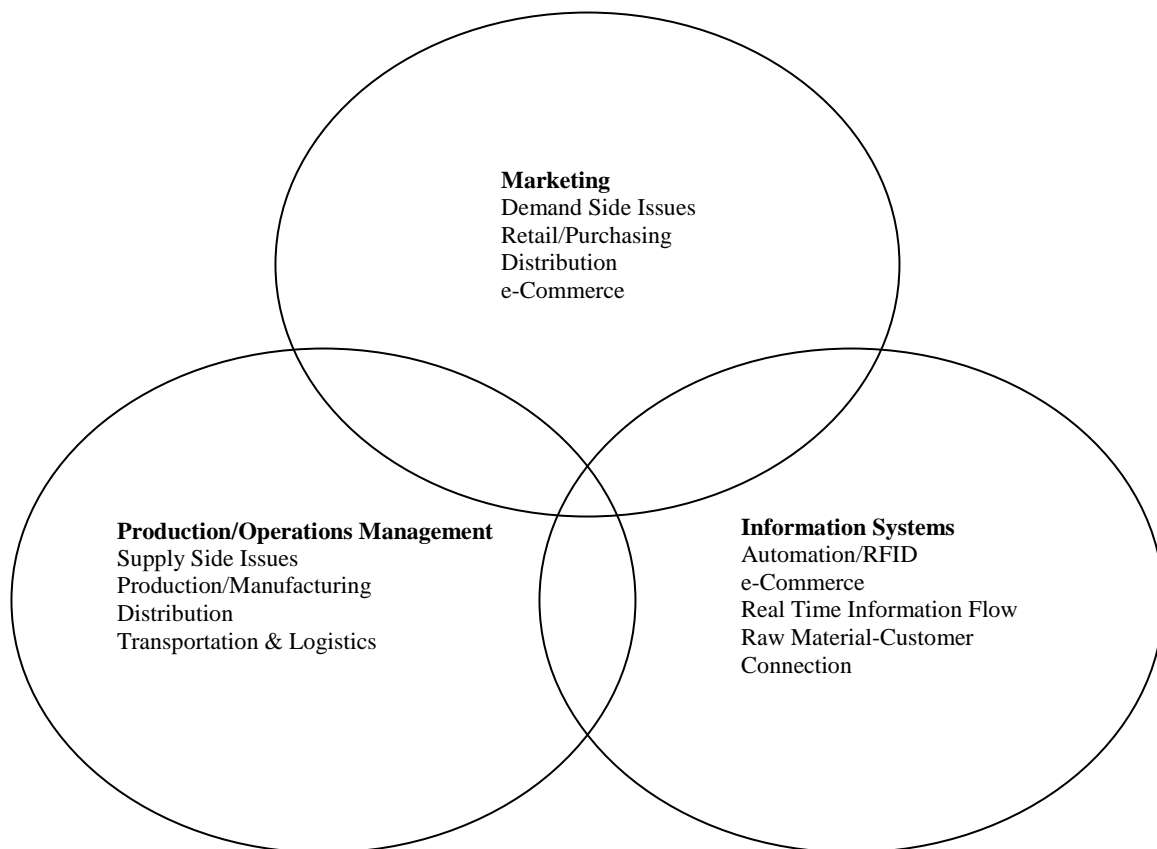 Marketing
Demand Side Issues
Retail/Purchasing
Distribution
e-Commerce
Production/Operations Management
Supply Side Issues
Production/Manufacturing
Distribution
Transportation & Logistics
Information Systems
Automation/RFID
e-Commerce
Real Time Information Flow
Raw Material-Customer
Connection